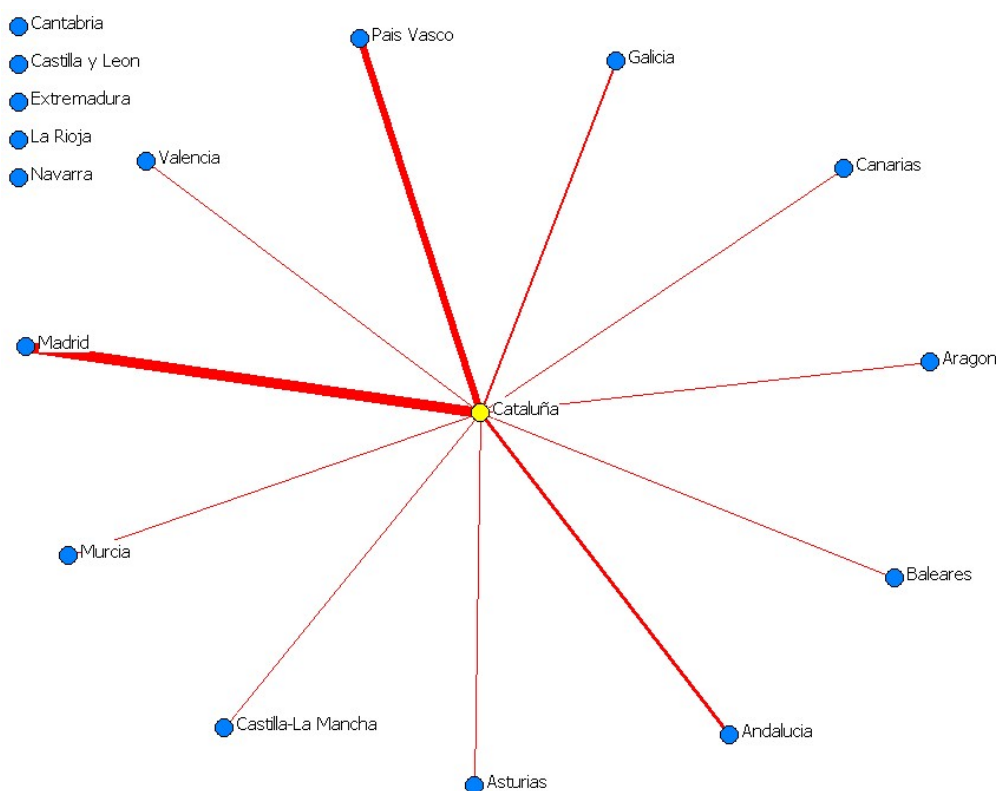 Cantabria
Castilla y Leon
Extremadura
La Rioja
Navarra
Pais Vasco
Galicia
Valencia
Canarias
Madrid
Aragon
Cataluña
Murcia
Baleares
Castilla-La Mancha
Andalucia
Asturias